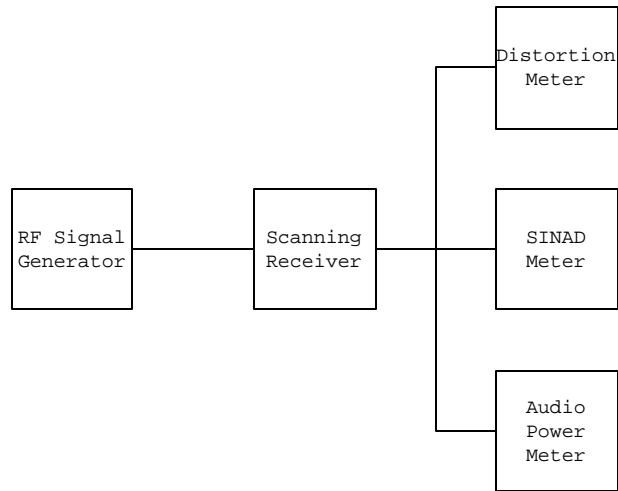 Distortion
Meter
RF Signal
Generator
Scanning
Receiver
SINAD
Meter
Audio
Power
Meter